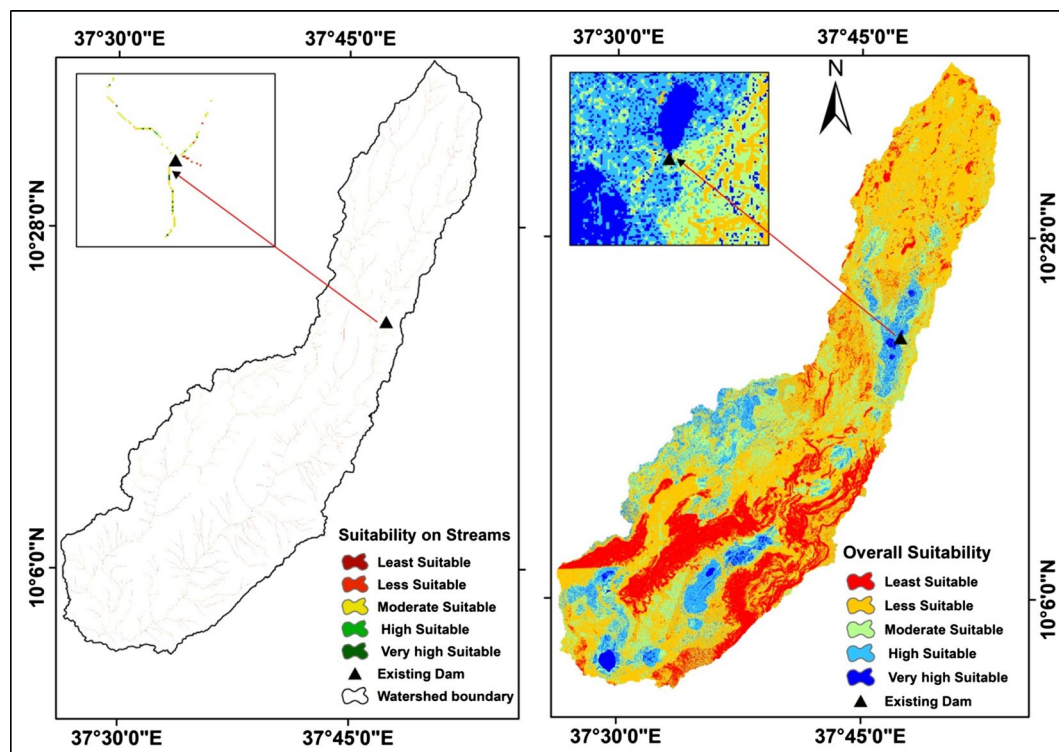 37°30'0"E
37°45'0"E
10°28'0"N
10°6'0"N
Suitability on Streams
Least Suitable
Less Suitable
Moderate Suitable
High Suitable
Very high Suitable
Existing Dam
Watershed boundary
37°30'0"E
37°45'0"E
37°30'0"E
37°45'0"E
N
10°28'0"N
10°6'0"N
Overall Suitability
Least Suitable
Less Suitable
Moderate Suitable
High Suitable
Very high Suitable
Existing Dam
37°30'0"E
37°45'0"E